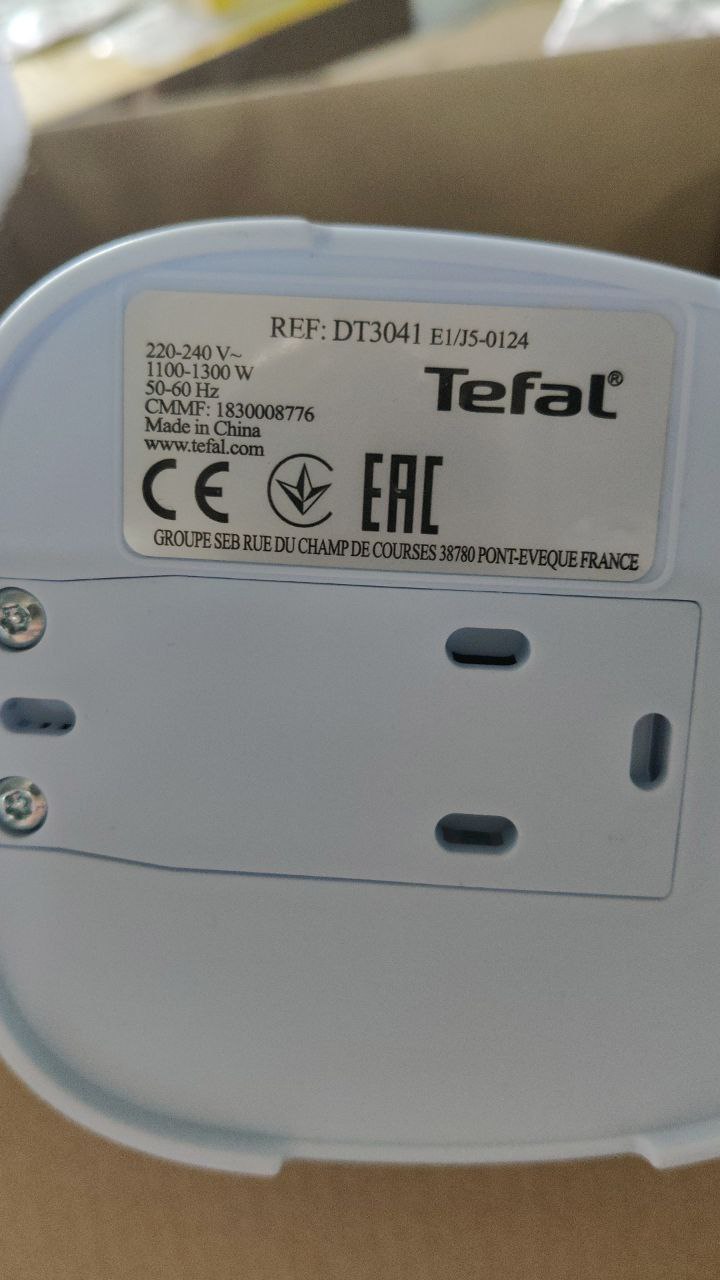 REF: DT3041 E1/J5-0124
220-240 V~
1100-1300 W
50-60 Hz
CMMF: 1830008776
Made in China
www.tefal.com
Tefal®
CE
EAC
GROUPE SEB RUE DU CHAMP DE COURSES 38780 PONT-EVEQUE FRANCE